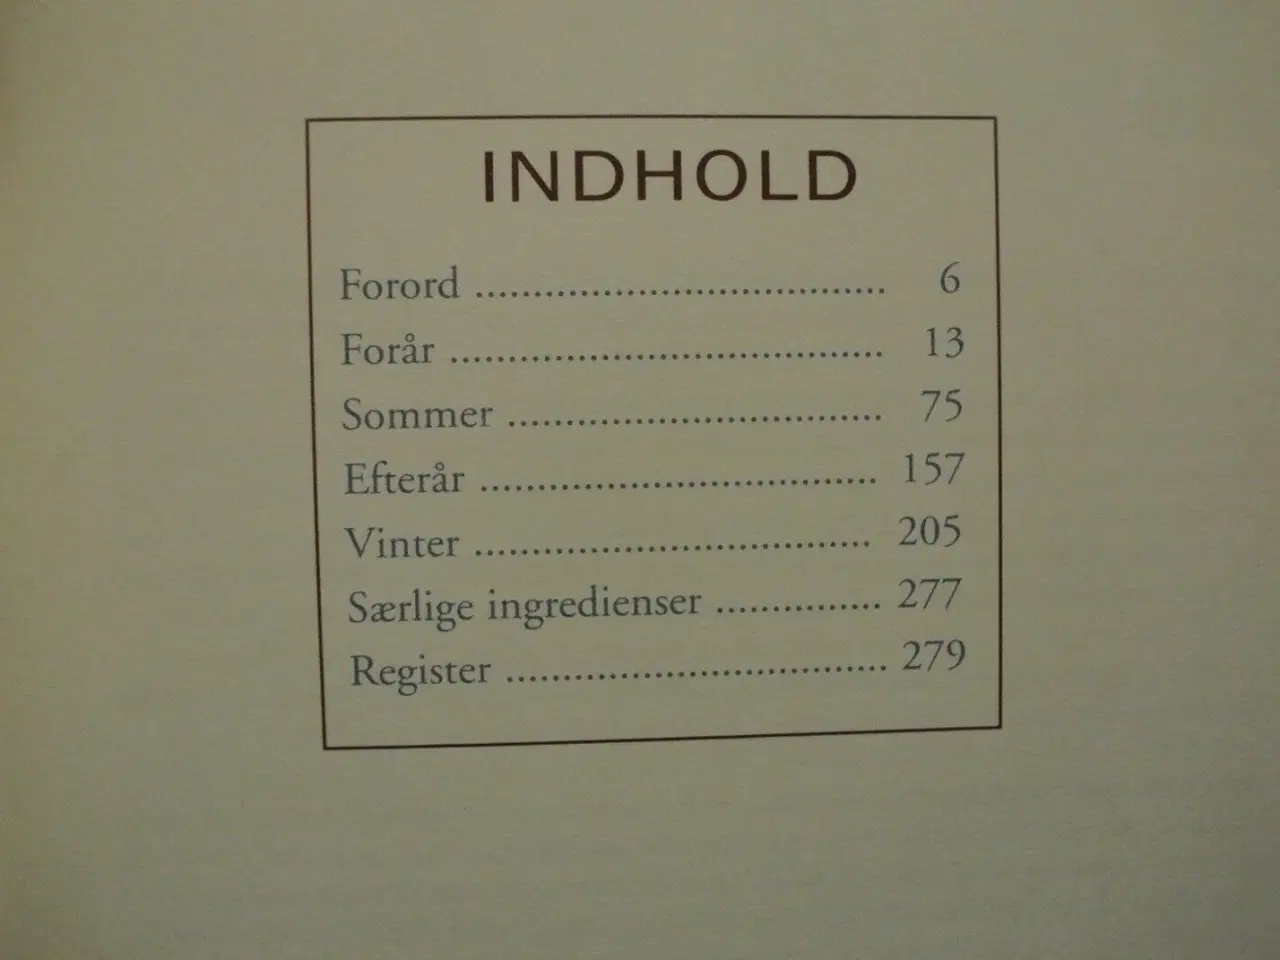 INDHOLD
Forord ................................... 6
Forår ..................................... 13
Sommer ................................ 75
Efterår .................................. 157
Vinter .................................. 205
Særlige ingredienser .............. 277
Register ................................. 279